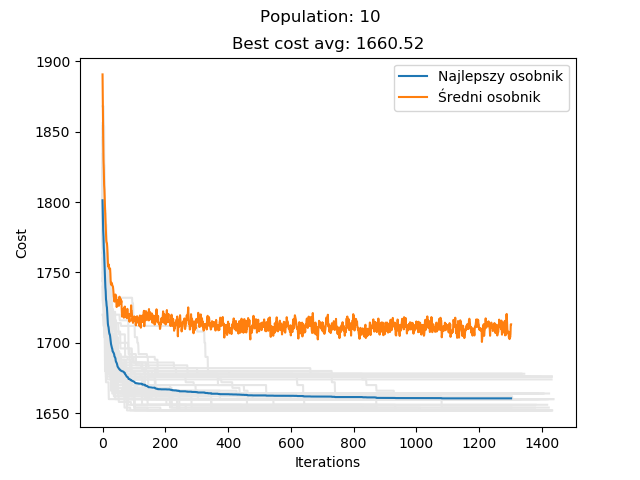 Population: 10
Best cost avg: 1660.52
1900
1850
1800
1750
1700
1650
Cost
Najlepszy osobnik
Średni osobnik
0 200 400 600 800 1000 1200 1400
Iterations